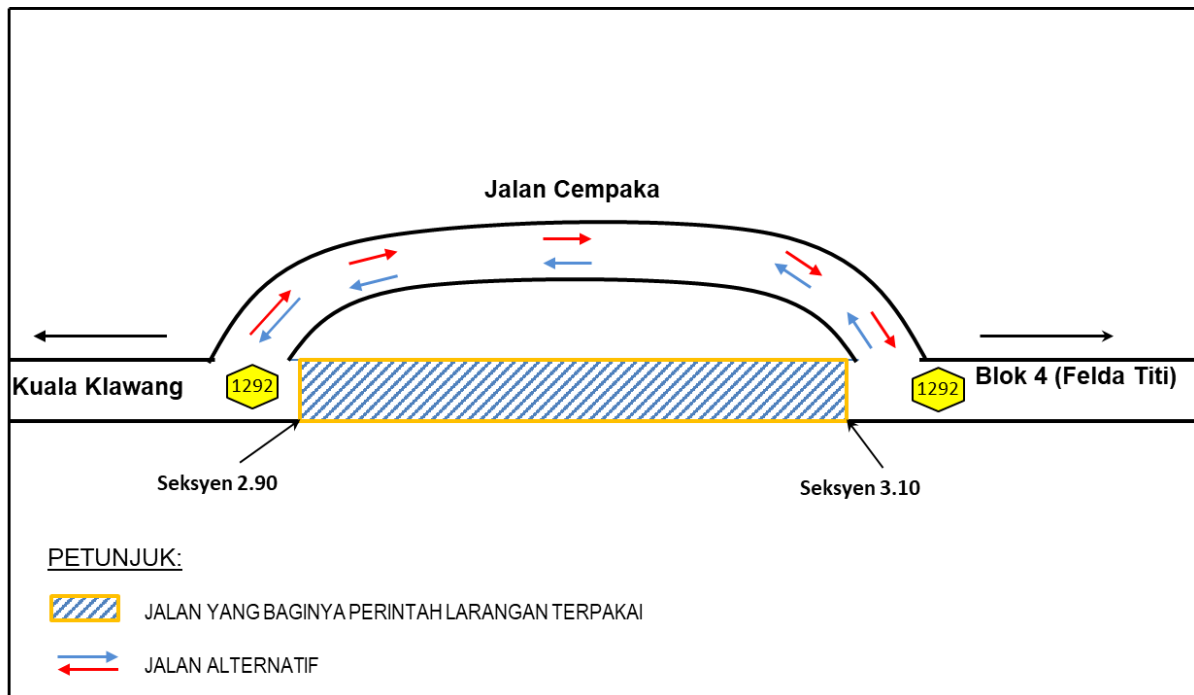 Jalan Cempaka
Kuala Klawang
1292
1292
Blok 4 (Felda Titi)
Seksyen 2.90
Seksyen 3.10
PETUNJUK:
JALAN YANG BAGINYA PERINTAH LARANGAN TERPAKAI
JALAN ALTERNATIF